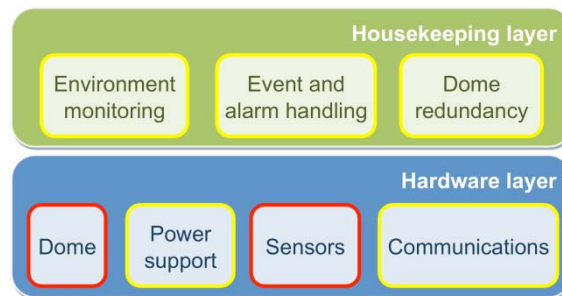 Housekeeping layer
Environment
monitoring
Event and
alarm handling
Dome
redundancy
Hardware layer
Dome
Power
support
Sensors
Communications